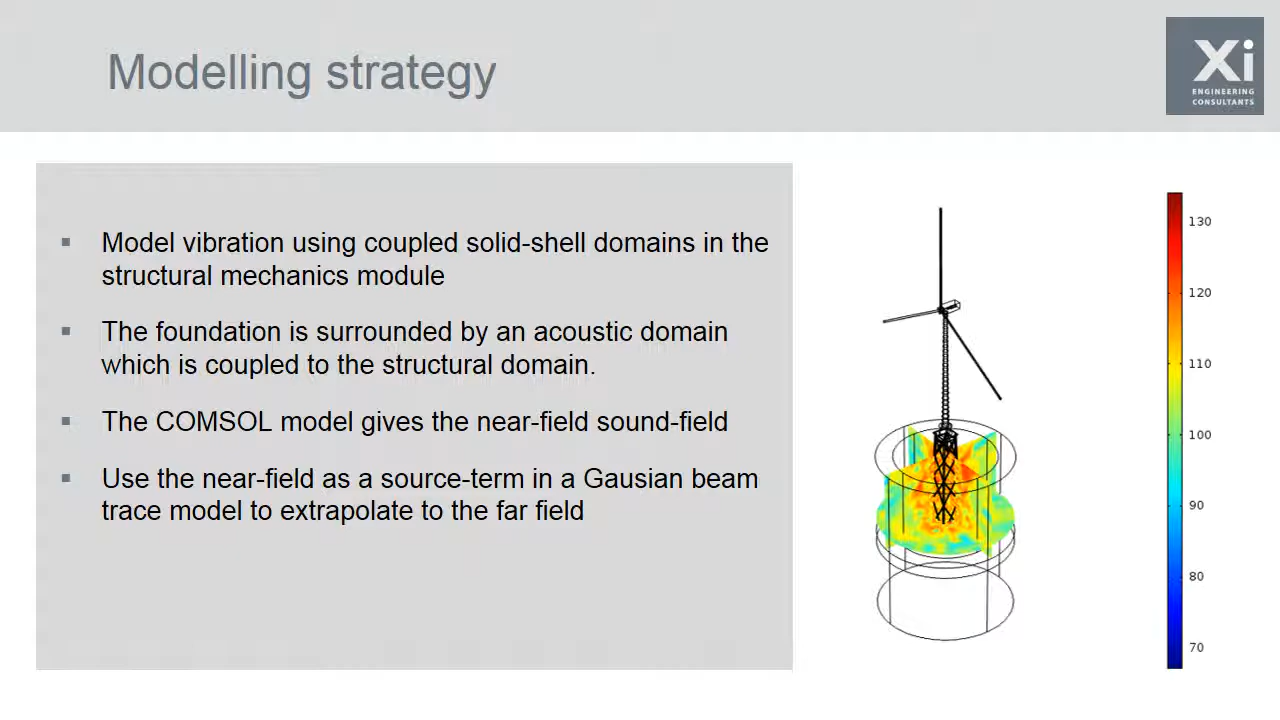 Modelling strategy
Xi
ENGINEERING
CONSULTANTS
▪ Model vibration using coupled solid-shell domains in the
structural mechanics module
▪ The foundation is surrounded by an acoustic domain
which is coupled to the structural domain.
▪ The COMSOL model gives the near-field sound-field
▪ Use the near-field as a source-term in a Gausian beam
trace model to extrapolate to the far field
130
120
110
100
90
80
70